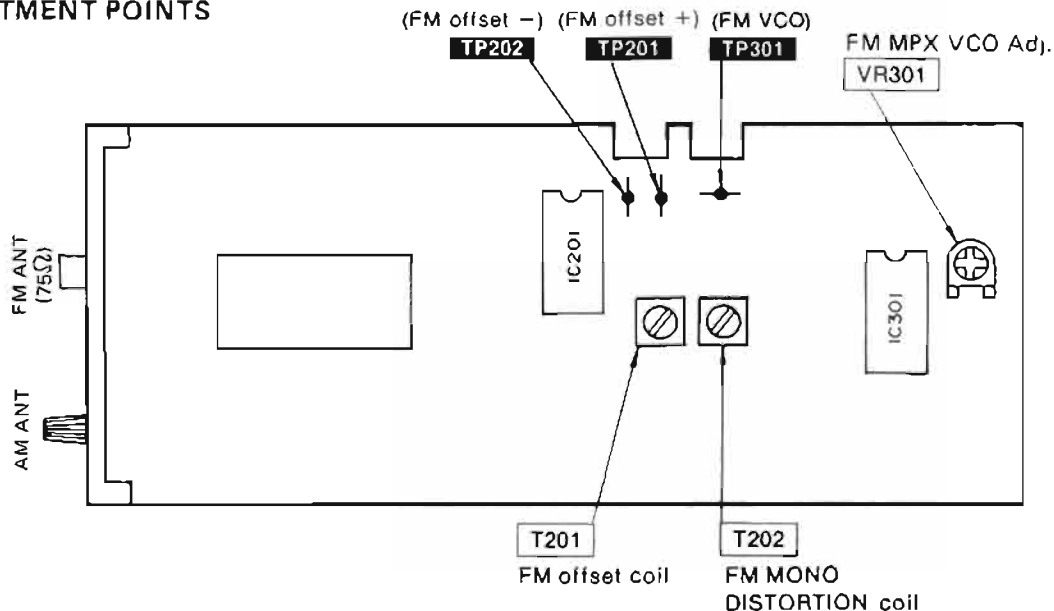 TMENT POINTS
(FM offset −) (FM offset +) (FM VCO)
TP202 TP201 TP301
FM MPX VCO Adj.
VR301
IC201
FM ANT
(75Ω)
IC301
AM ANT
T201
FM offset coil
T202
FM MONO
DISTORTION coil